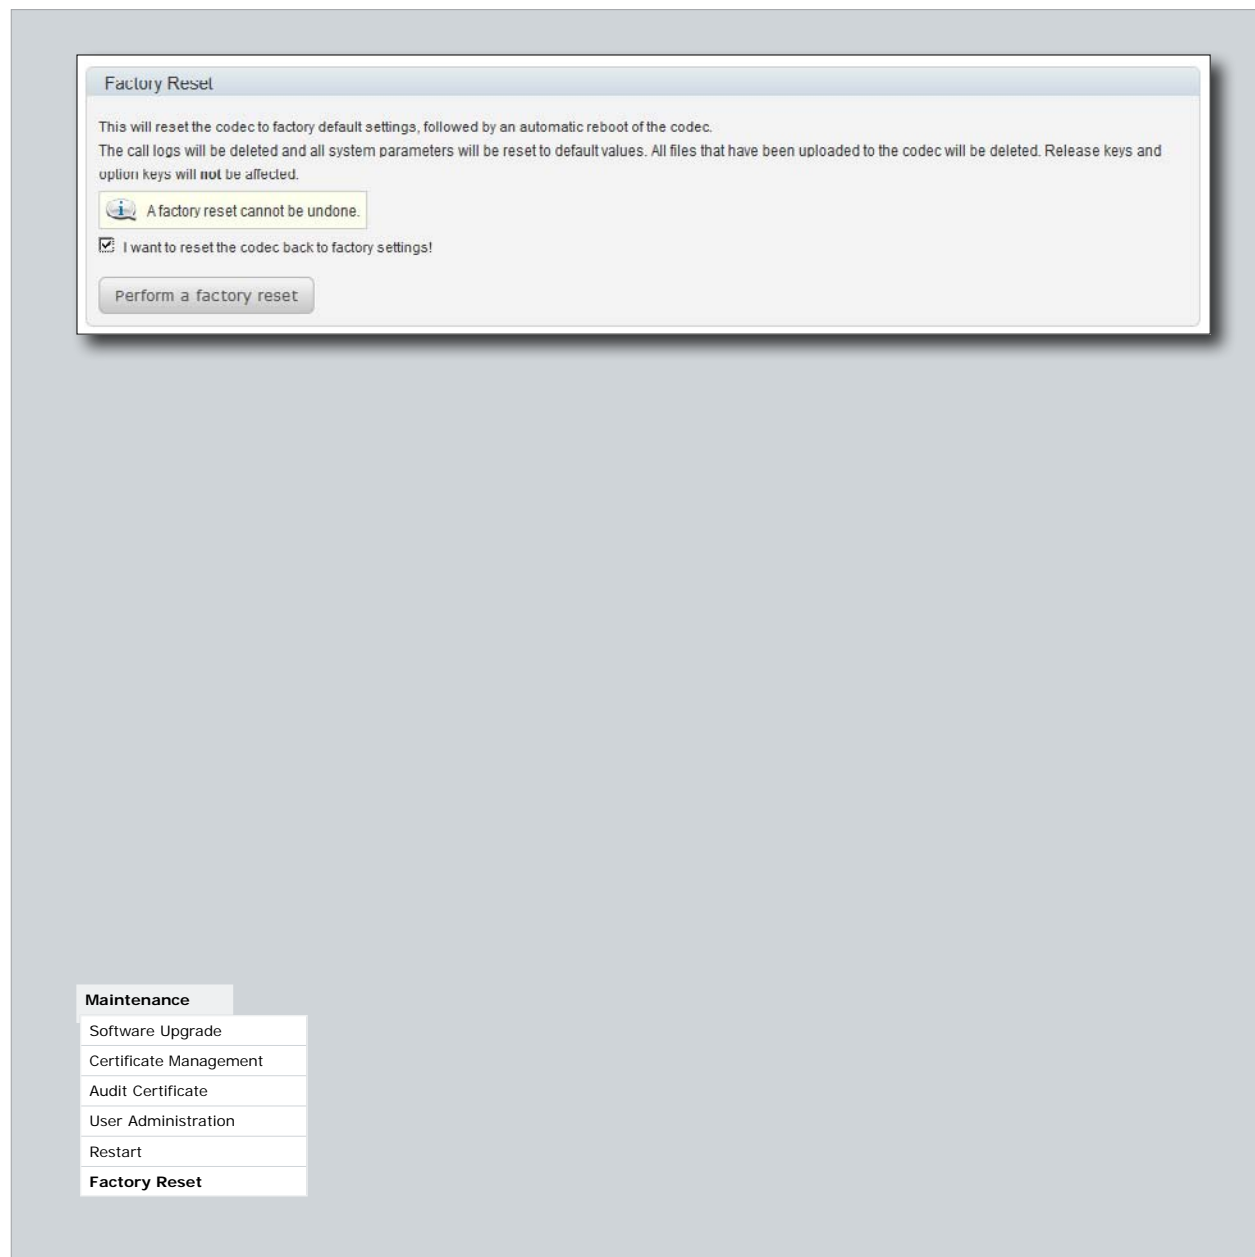 Factory Reset
This will reset the codec to factory default settings, followed by an automatic reboot of the codec.
The call logs will be deleted and all system parameters will be reset to default values. All files that have been uploaded to the codec will be deleted. Release keys and
option keys will not be affected.
A factory reset cannot be undone.
I want to reset the codec back to factory settings!
Perform a factory reset
Maintenance
Software Upgrade
Certificate Management
Audit Certificate
User Administration
Restart
Factory Reset